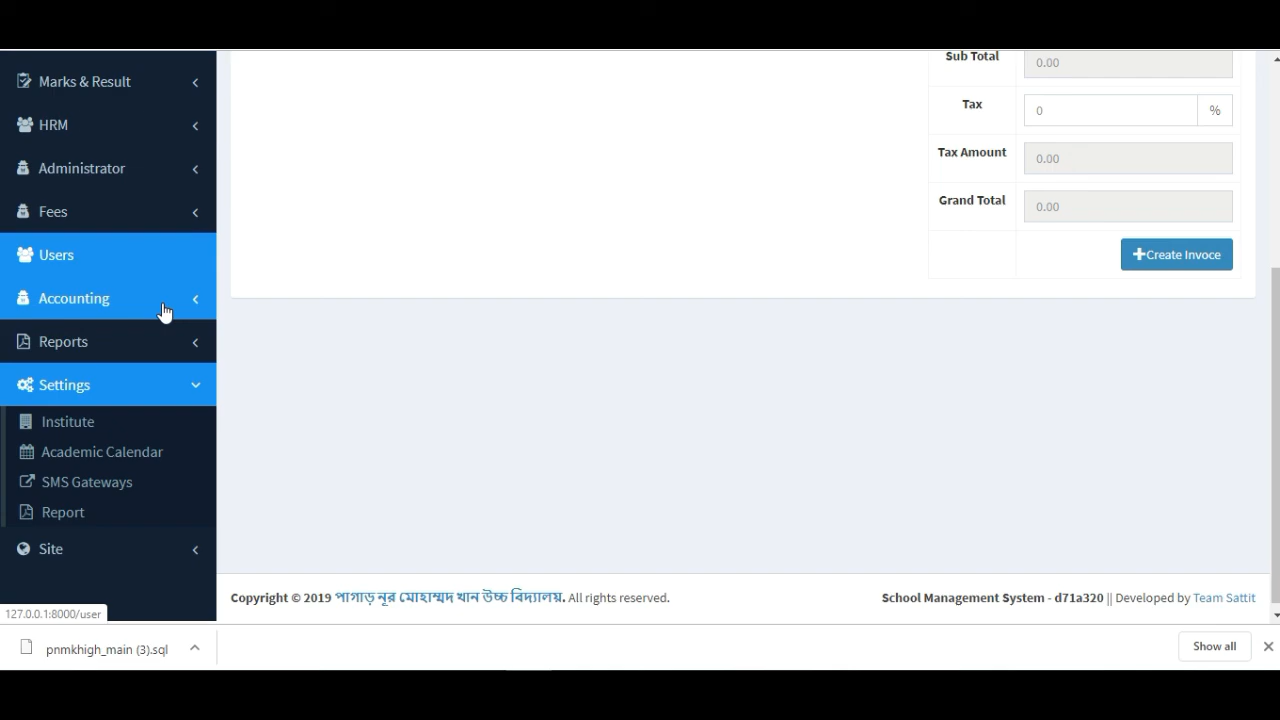 Marks & Result
HRM
Administrator
Fees
Users
Accounting
Reports
Settings
Institute
Academic Calendar
SMS Gateways
Report
Site
Sub Total 0.00
Tax 0 %
Tax Amount 0.00
Grand Total 0.00
Create Invoce
Copyright © 2019 পাগাড় নূর মোহাম্মদ খান উচ্চ বিদ্যালয়. All rights reserved.
School Management System - d71a320 || Developed by Team Sattit
127.0.0.1:8000/user
pnmkhigh_main (3).sql
Show all